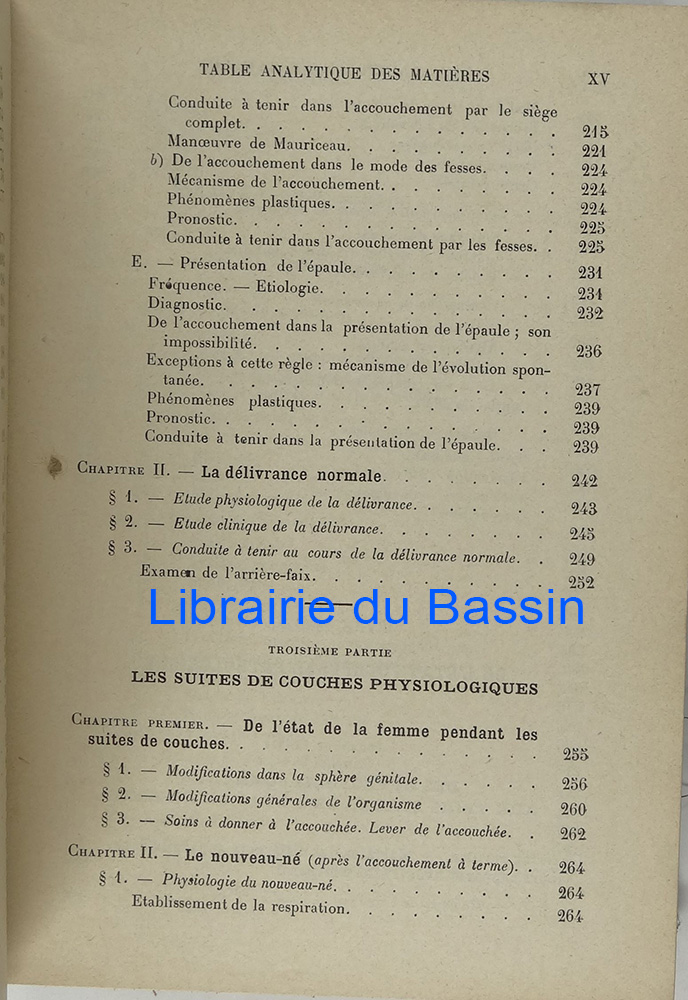 TABLE ANALYTIQUE DES MATIÈRES XV
Conduite à tenir dans l'accouchement par le siège
complet. . . . . . . . . . . . . . . 215
Manœuvre de Mauriceau. . . . . . . . . . 221
b) De l'accouchement dans le mode des fesses. . . . 224
Mécanisme de l'accouchement. . . . . . . . 224
Phénomènes plastiques. . . . . . . . . . . 224
Pronostic. . . . . . . . . . . . . . . 225
Conduite à tenir dans l'accouchement par les fesses. . 225
E. — Présentation de l'épaule. . . . . . . . . 231
Fréquence. — Etiologie. . . . . . . . . . . 231
Diagnostic. . . . . . . . . . . . . . . 232
De l'accouchement dans la présentation de l'épaule ; son
impossibilité. . . . . . . . . . . . . . 236
Exceptions à cette règle : mécanisme de l'évolution spon-
tanée. . . . . . . . . . . . . . . . 237
Phénomènes plastiques. . . . . . . . . . . 239
Pronostic. . . . . . . . . . . . . . . 239
Conduite à tenir dans la présentation de l'épaule. . . 239
CHAPITRE II. — La délivrance normale. . . . . . . 242
§ 1. — Etude physiologique de la délivrance. . . . . . 243
§ 2. — Etude clinique de la délivrance. . . . . . . 245
§ 3. — Conduite à tenir au cours de la délivrance normale. . 249
Examen de l'arrière-faix. . . . . . . . . . 252
Librairie du Bassin
TROISIÈME PARTIE
LES SUITES DE COUCHES PHYSIOLOGIQUES
CHAPITRE PREMIER. — De l'état de la femme pendant les
suites de couches. . . . . . . . . . . . . 255
§ 1. — Modifications dans la sphère génitale. . . . . . 256
§ 2. — Modifications générales de l'organisme . . . . . 260
§ 3. — Soins à donner à l'accouchée. Lever de l'accouchée. . 262
CHAPITRE II. — Le nouveau-né (après l'accouchement à terme). . 264
§ 1. — Physiologie du nouveau-né. . . . . . . . . 264
Etablissement de la respiration. . . . . . . . 264